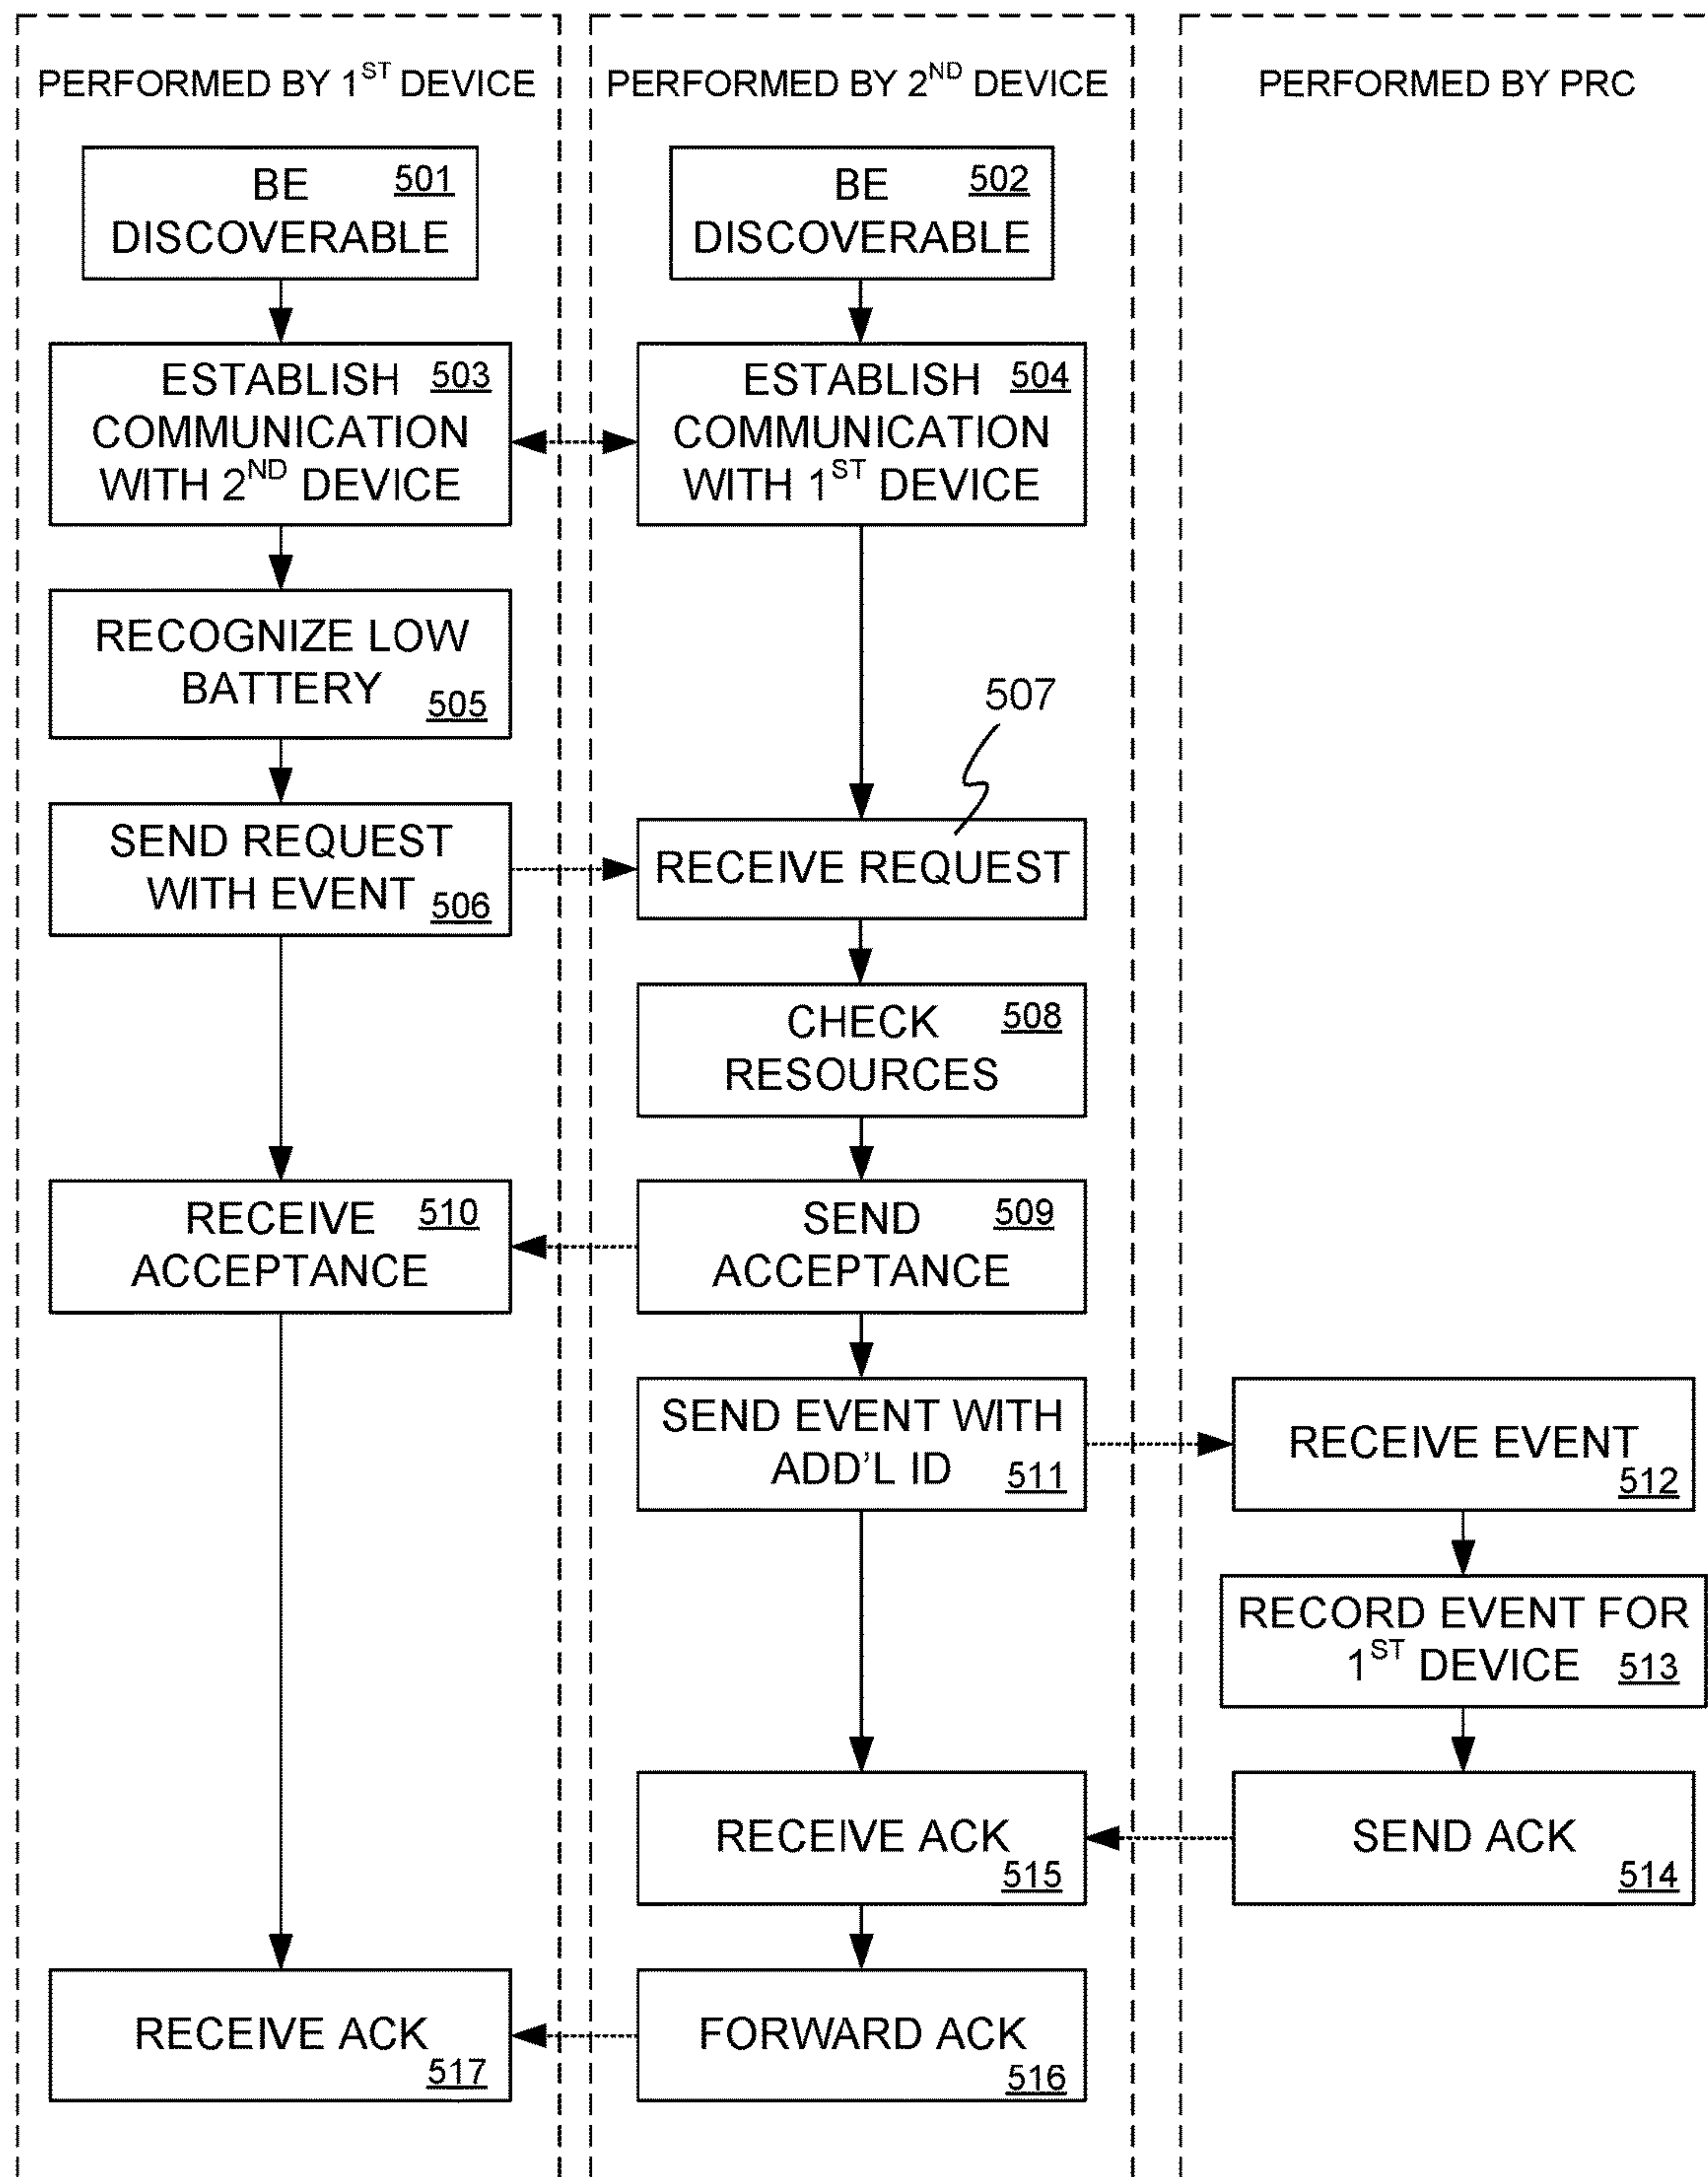 PERFORMED BY 1ST DEVICE
PERFORMED BY 2ND DEVICE
PERFORMED BY PRC
BE 501
DISCOVERABLE
BE 502
DISCOVERABLE
ESTABLISH 503
COMMUNICATION
WITH 2ND DEVICE
ESTABLISH 504
COMMUNICATION
WITH 1ST DEVICE
RECOGNIZE LOW
BATTERY
505
507
SEND REQUEST
WITH EVENT 506
RECEIVE REQUEST
CHECK 508
RESOURCES
RECEIVE 510
ACCEPTANCE
SEND 509
ACCEPTANCE
SEND EVENT WITH
ADD'L ID 511
RECEIVE EVENT
512
RECORD EVENT FOR
1ST DEVICE 513
RECEIVE ACK
515
SEND ACK
514
RECEIVE ACK
517
FORWARD ACK
516